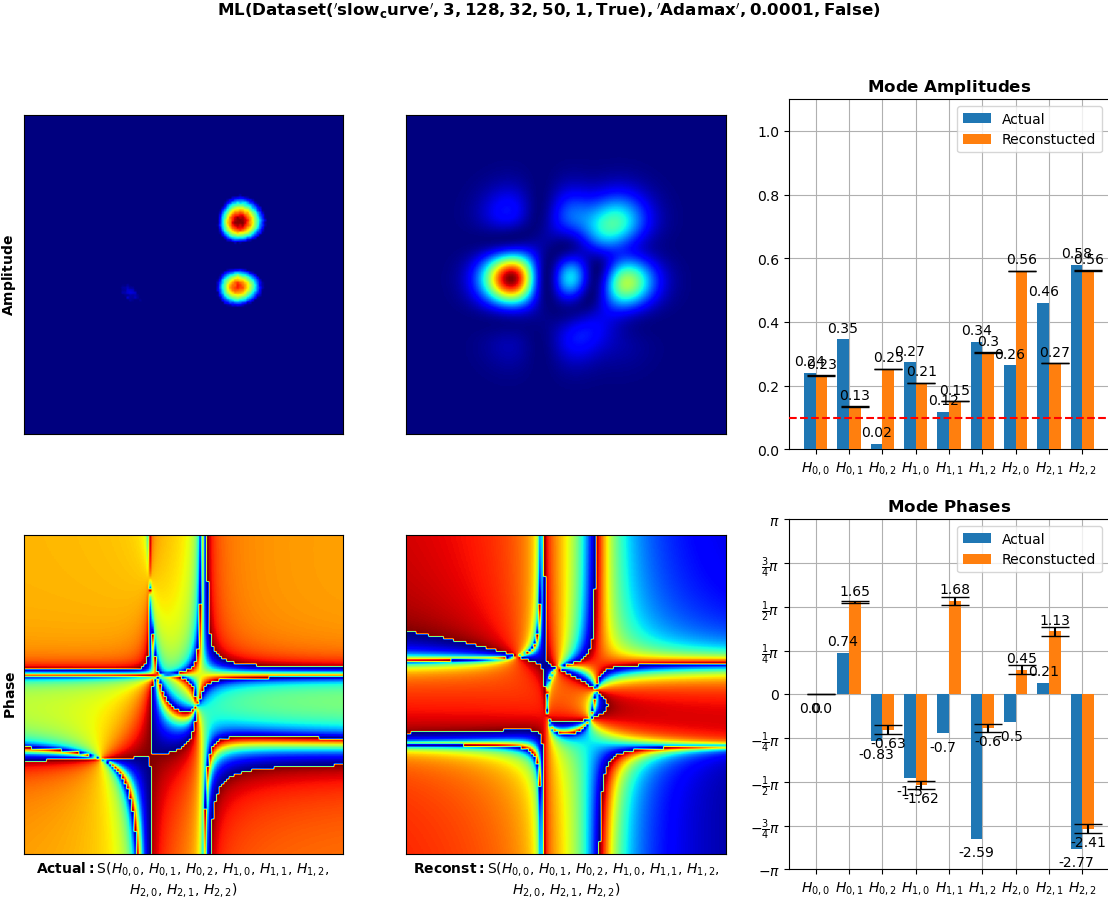 ML(Dataset('slow_curve', 3, 128, 32, 50, 1, True), 'Adamax', 0.0001, False)
Mode Amplitudes
Amplitude
Actual
Reconstucted
1.0
0.8
0.6
0.4
0.2
0.0
0.24
0.23
0.35
0.13
0.02
0.25
0.27
0.21
0.12
0.15
0.34
0.3
0.26
0.56
0.46
0.27
0.58
0.56
H0,0 H0,1 H0,2 H1,0 H1,1 H1,2 H2,0 H2,1 H2,2
Mode Phases
Phase
Actual
Reconstucted
π
3/4π
1/2π
1/4π
0
−1/4π
−1/2π
−3/4π
−π
0.0
0.0
0.74
1.65
-0.83
-0.63
-1.62
-0.7
1.68
-2.59
-0.6
-0.5
0.45
0.21
1.13
-2.77
-2.41
H0,0 H0,1 H0,2 H1,0 H1,1 H1,2 H2,0 H2,1 H2,2
Actual: S(H0,0, H0,1, H0,2, H1,0, H1,1, H1,2,
H2,0, H2,1, H2,2)
Reconst: S(H0,0, H0,1, H0,2, H1,0, H1,1, H1,2,
H2,0, H2,1, H2,2)